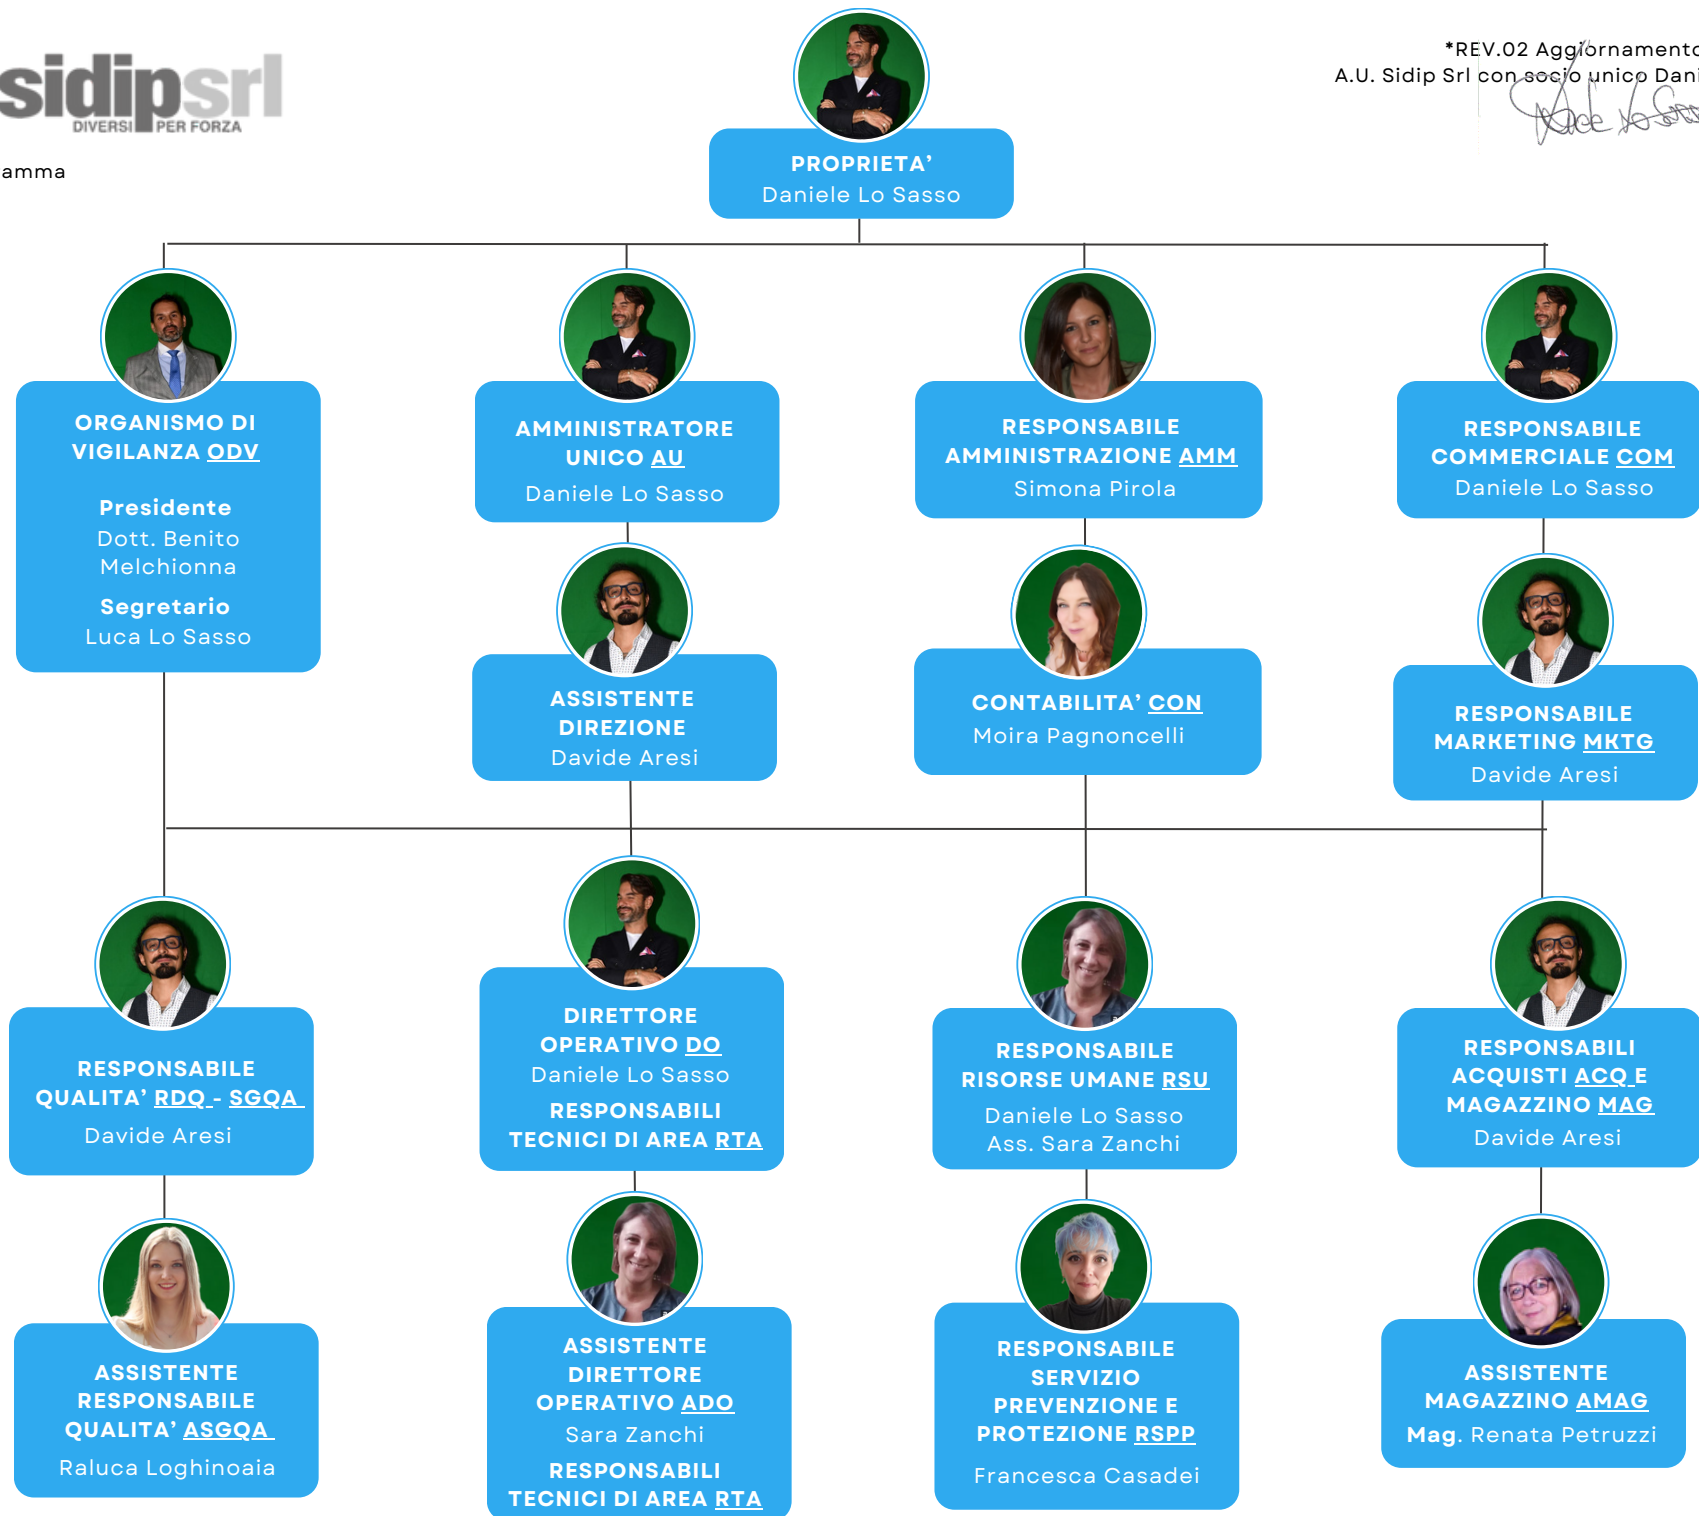 sidipsrl
DIVERSI PER FORZA
amma
*REV.02 Aggiornamento
A.U. Sidip Srl con socio unico Dani
PROPRIETA’
Daniele Lo Sasso
ORGANISMO DI
VIGILANZA ODV
Presidente
Dott. Benito
Melchionna
Segretario
Luca Lo Sasso
AMMINISTRATORE
UNICO AU
Daniele Lo Sasso
RESPONSABILE
AMMINISTRAZIONE AMM
Simona Pirola
RESPONSABILE
COMMERCIALE COM
Daniele Lo Sasso
ASSISTENTE
DIREZIONE
Davide Aresi
CONTABILITA’ CON
Moira Pagnoncelli
RESPONSABILE
MARKETING MKTG
Davide Aresi
RESPONSABILE
QUALITA’ RDQ - SGQA
Davide Aresi
DIRETTORE
OPERATIVO DO
Daniele Lo Sasso
RESPONSABILI
TECNICI DI AREA RTA
RESPONSABILE
RISORSE UMANE RSU
Daniele Lo Sasso
Ass. Sara Zanchi
RESPONSABILI
ACQUISTI ACQ E
MAGAZZINO MAG
Davide Aresi
ASSISTENTE
RESPONSABILE
QUALITA’ ASGQA
Raluca Loghinoaia
ASSISTENTE
DIRETTORE
OPERATIVO ADO
Sara Zanchi
RESPONSABILI
TECNICI DI AREA RTA
RESPONSABILE
SERVIZIO
PREVENZIONE E
PROTEZIONE RSPP
Francesca Casadei
ASSISTENTE
MAGAZZINO AMAG
Mag. Renata Petruzzi